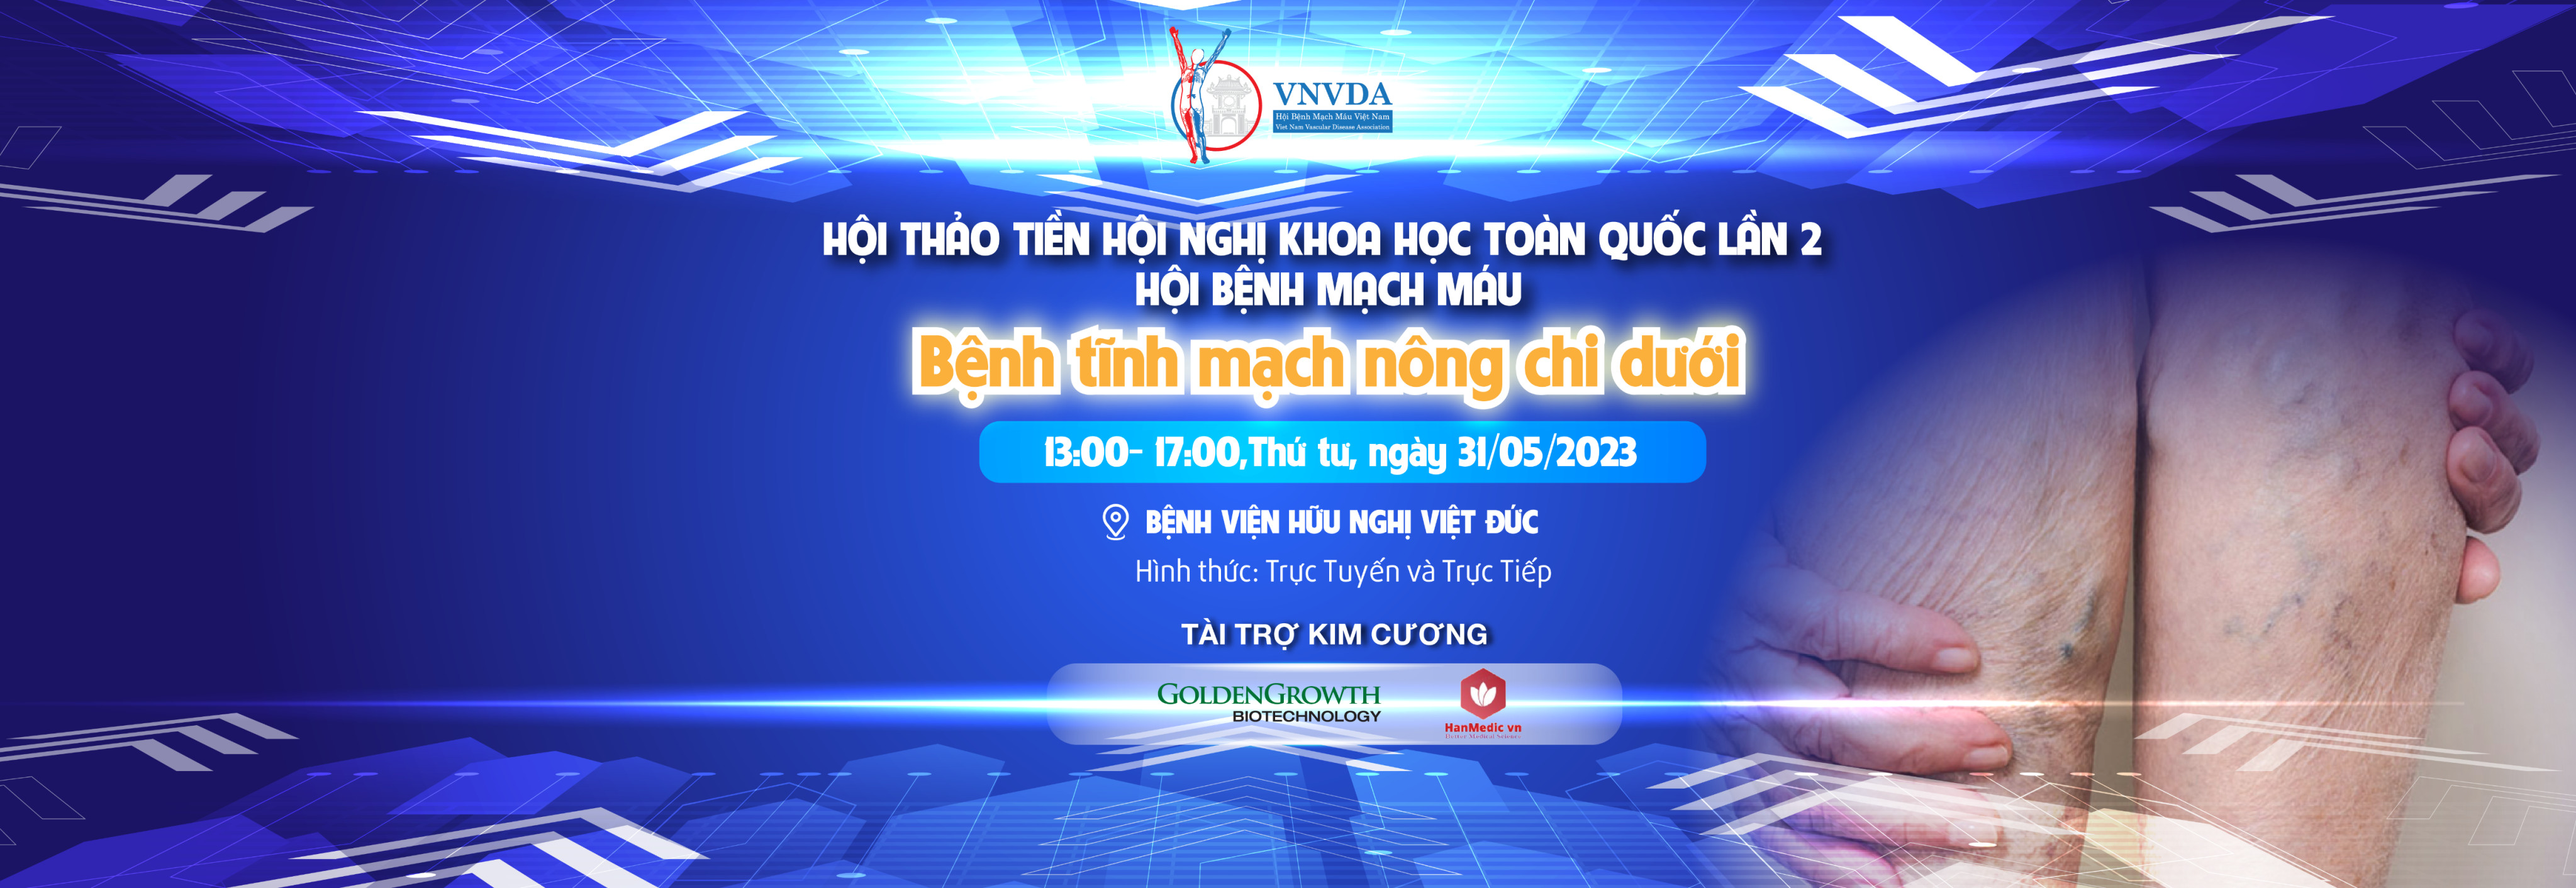 VNVDA
Hội Bệnh Mạch Máu Việt Nam
Viet Nam Vascular Disease Association
HỘI THẢO TIỀN HỘI NGHỊ KHOA HỌC TOÀN QUỐC LẦN 2
HỘI BỆNH MẠCH MÁU
Bệnh tĩnh mạch nông chi dưới
13:00- 17:00,Thứ tư, ngày 31/05/2023
BỆNH VIỆN HỮU NGHỊ VIỆT ĐỨC
Hình thức: Trực Tuyến và Trực Tiếp
TÀI TRỢ KIM CƯƠNG
GOLDENGROWTH
BIOTECHNOLOGY
HanMedic vn
Better Medical Science